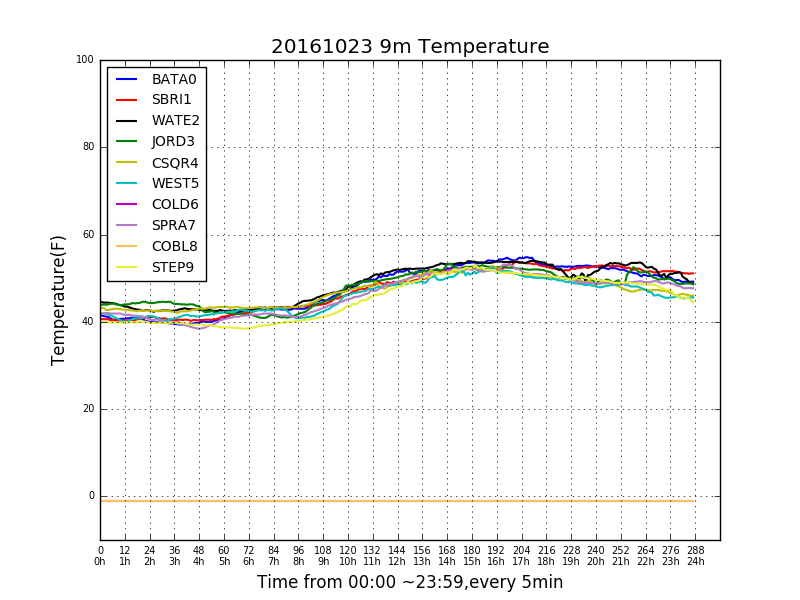 20161023 9m Temperature
100
80
60
40
20
0
Temperature(F)
BATA0
SBRI1
WATE2
JORD3
CSQR4
WEST5
COLD6
SPRA7
COBL8
STEP9
0 12 24 36 48 60 72 84 96 108 120 132 144 156 168 180 192 204 216 228 240 252 264 276 288
0h 1h 2h 3h 4h 5h 6h 7h 8h 9h 10h 11h 12h 13h 14h 15h 16h 17h 18h 19h 20h 21h 22h 23h 24h
Time from 00:00 ~23:59,every 5min